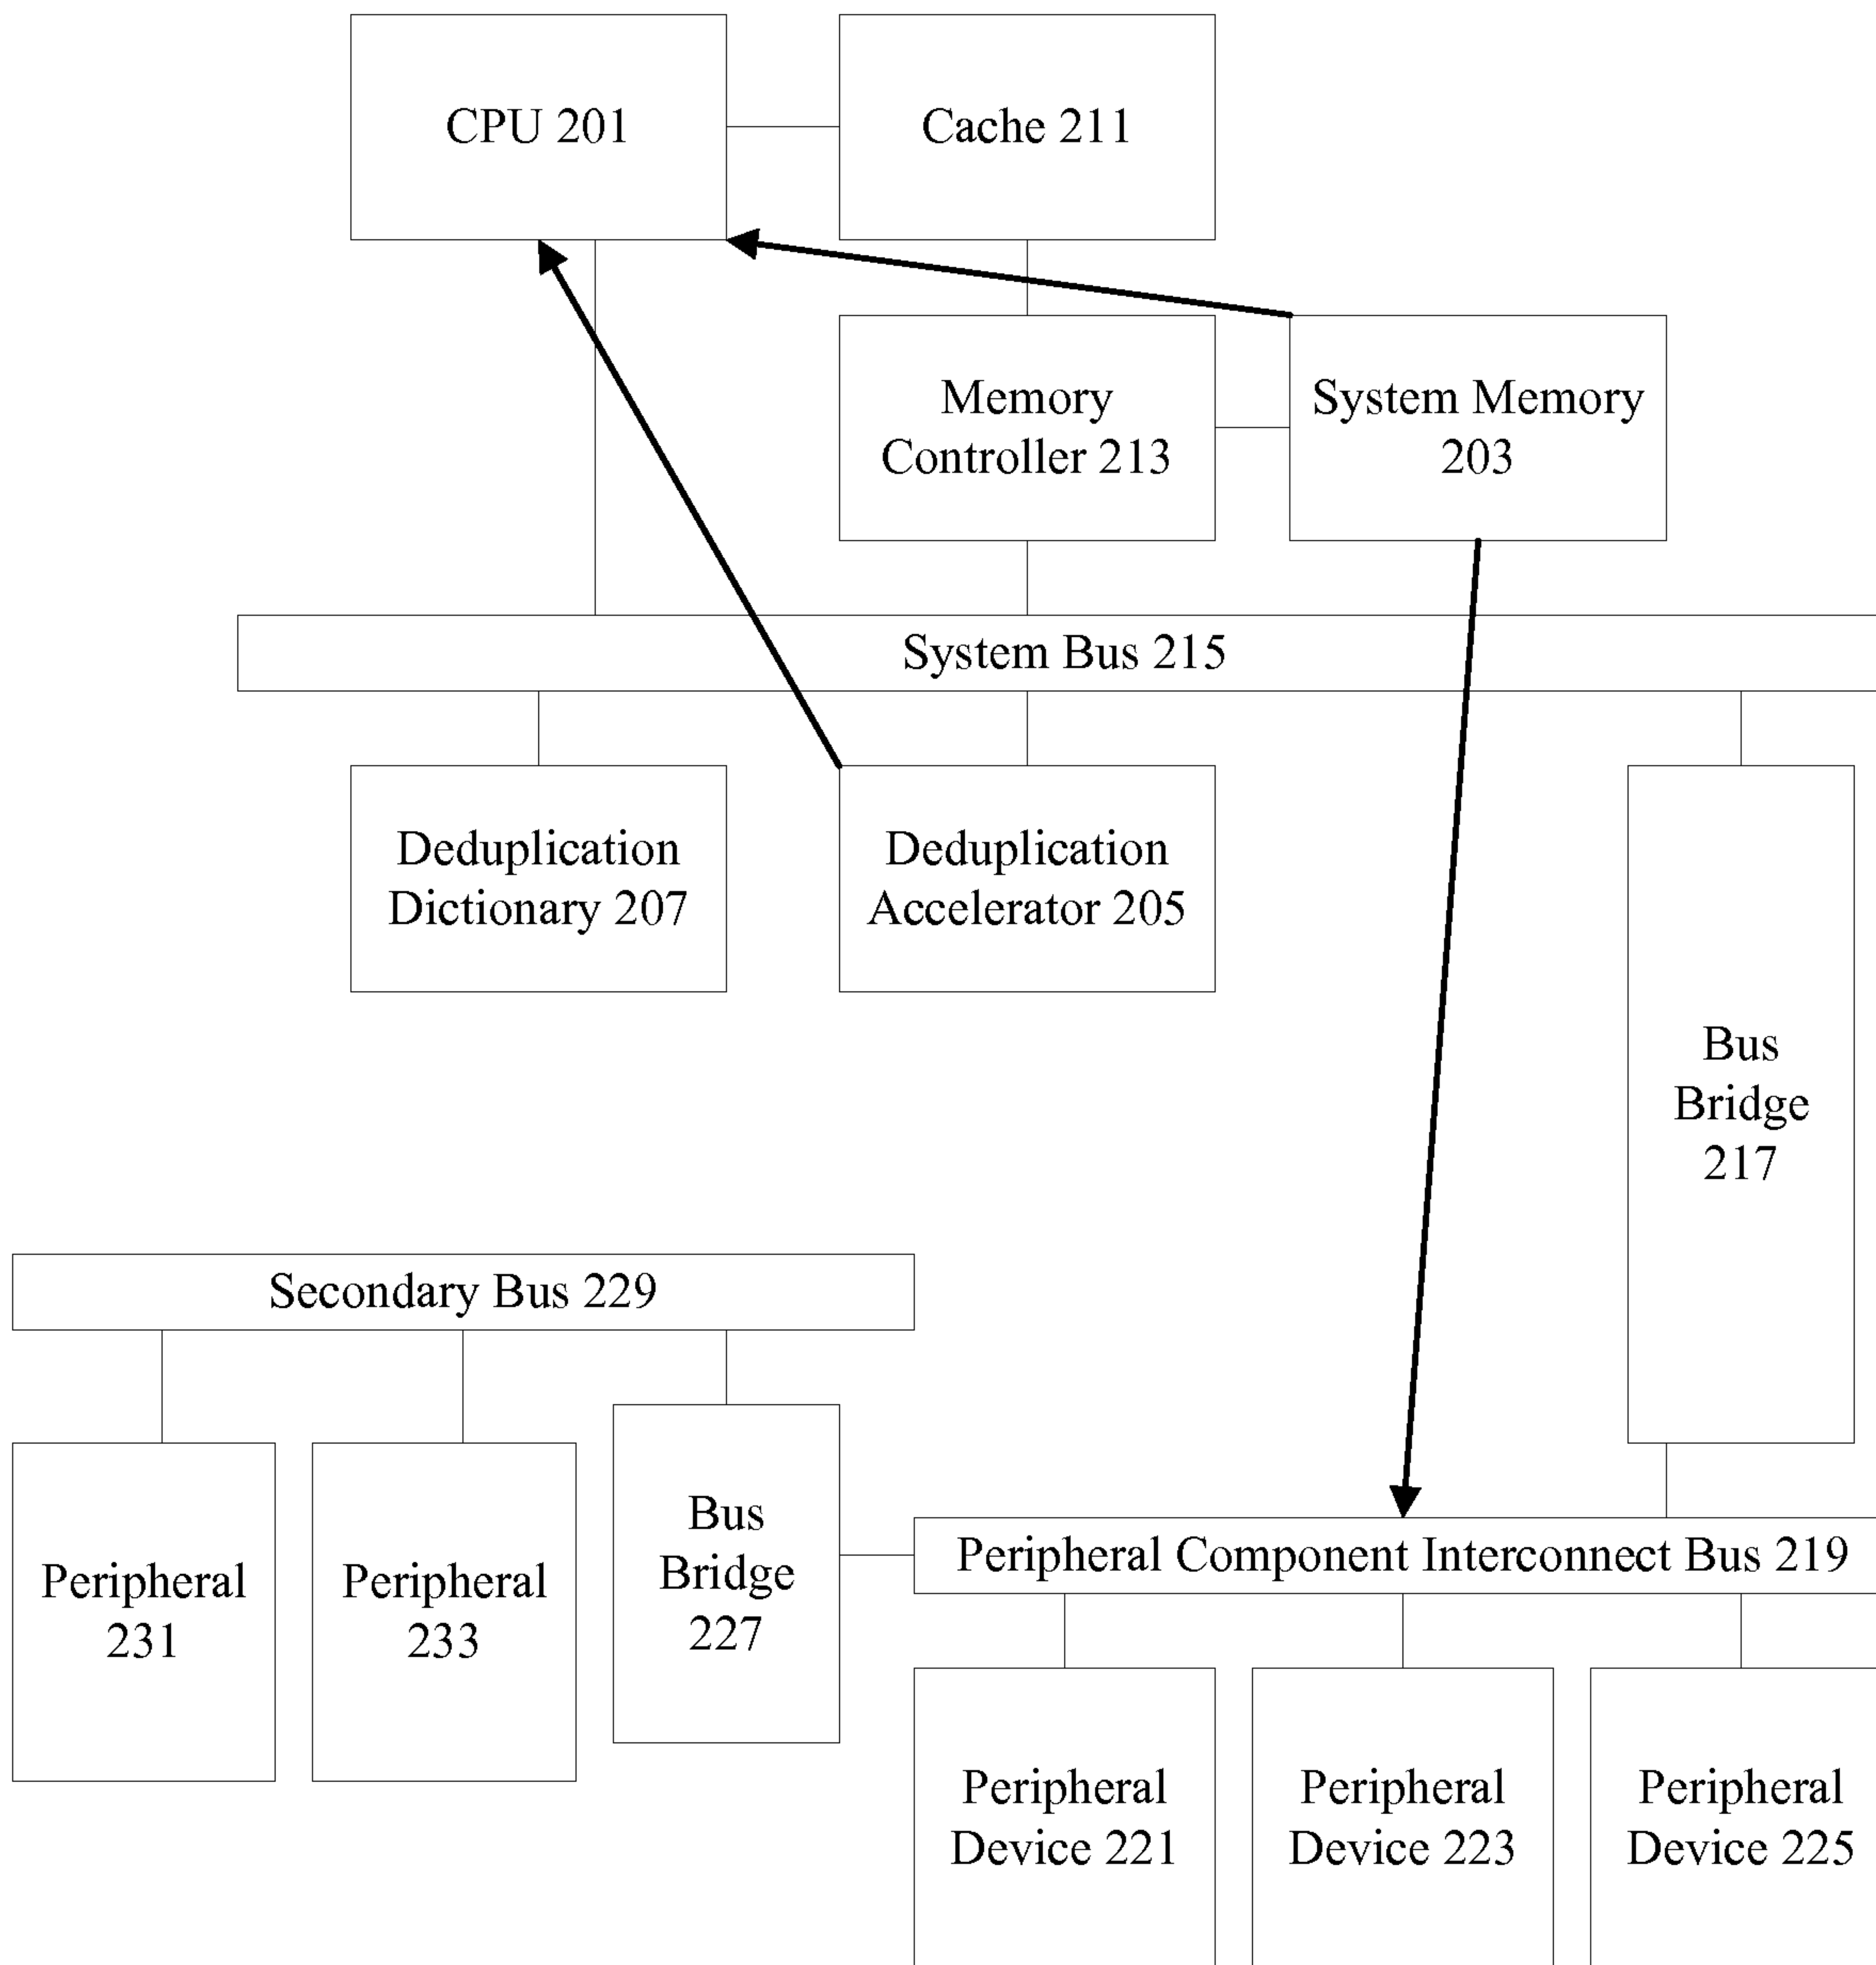 CPU 201
Cache 211
Memory
Controller 213
System Memory
203
System Bus 215
Deduplication
Dictionary 207
Deduplication
Accelerator 205
Bus
Bridge
217
Secondary Bus 229
Peripheral
231
Peripheral
233
Bus
Bridge
227
Peripheral Component Interconnect Bus 219
Peripheral
Device 221
Peripheral
Device 223
Peripheral
Device 225